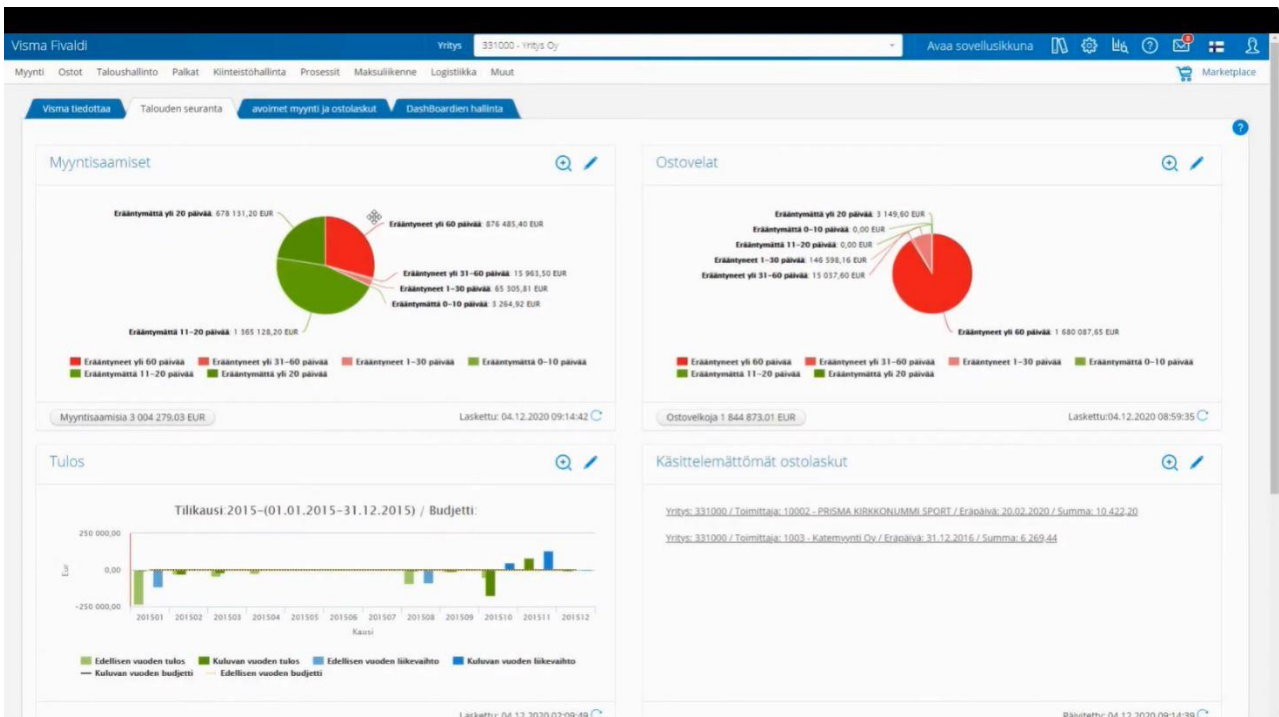 Visma Fivaldi
Yritys
331000 - Yritys Oy
Avaa sovellusikkuna
Myynti Ostot Taloushallinto Palkat Kiinteistöhallinta Prosessit Maksuliikenne Logistiikka Muut
Marketplace
Visma tiedottaa
Talouden seuranta
avoimet myynti ja ostolaskut
DashBoardien hallinta
Myyntisaamiset
Erääntymättä yli 20 päivää: 678 131,20 EUR
Erääntyneet yli 60 päivää: 876 485,40 EUR
Erääntyneet yli 31-60 päivää: 15 963,50 EUR
Erääntyneet 1-30 päivää: 65 305,81 EUR
Erääntymättä 0-10 päivää: 3 264,92 EUR
Erääntymättä 11-20 päivää: 1 365 128,20 EUR
Erääntyneet yli 60 päivää Erääntyneet yli 31-60 päivää Erääntyneet 1-30 päivää Erääntymättä 0-10 päivää
Erääntymättä 11-20 päivää Erääntymättä yli 20 päivää
Myyntisaamisia 3 004 279.03 EUR
Laskettu: 04.12.2020 09:14:42
Ostovelat
Erääntymättä yli 20 päivää: 3 149,60 EUR
Erääntymättä 0-10 päivää: 0,00 EUR
Erääntymättä 11-20 päivää: 0,00 EUR
Erääntyneet 1-30 päivää: 146 598,16 EUR
Erääntyneet yli 31-60 päivää: 15 037,60 EUR
Erääntyneet yli 60 päivää: 1 680 087,65 EUR
Erääntyneet yli 60 päivää Erääntyneet yli 31-60 päivää Erääntyneet 1-30 päivää Erääntymättä 0-10 päivää
Erääntymättä 11-20 päivää Erääntymättä yli 20 päivää
Ostovelkoja 1 844 873.01 EUR
Laskettu:04.12.2020 08:59:35
Tulos
Tilikausi:2015-(01.01.2015-31.12.2015) / Budjetti:
250 000,00
0,00
-250 000,00
Eur
201501 201502 201503 201504 201505 201506 201507 201508 201509 201510 201511 201512
Kausi
Edellisen vuoden tulos Kuluvan vuoden tulos Edellisen vuoden liikevaihto Kuluvan vuoden liikevaihto
Kuluvan vuoden budjetti Edellisen vuoden budjetti
Laskettu: 04.12.2020 02:09:49
Käsittelemättömät ostolaskut
Yritys: 331000 / Toimittaja: 10002 - PRISMA KIRKKONUMMI SPORT / Eräpäivä: 20.02.2020 / Summa: 10 422,20
Yritys: 331000 / Toimittaja: 1003 - Katemyynti Oy / Eräpäivä: 31.12.2016 / Summa: 6 269,44
Päivitetty: 04.12.2020 09:14:39